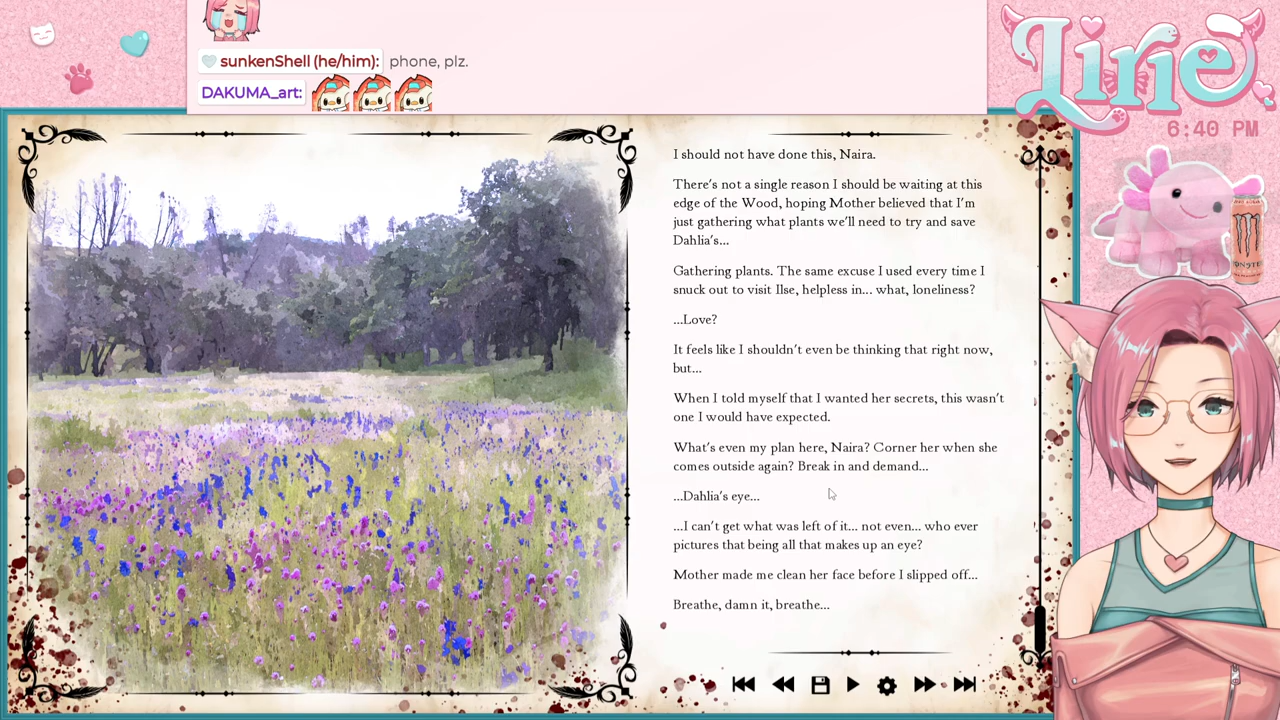 sunkenShell (he/him): phone, plz.
DAKUMA_art:
Lirie
6:40 PM
I should not have done this, Naira.
There's not a single reason I should be waiting at this
edge of the Wood, hoping Mother believed that I'm
just gathering what plants we'll need to try and save
Dahlia's...
Gathering plants. The same excuse I used every time I
snuck out to visit Ilse, helpless in... what, loneliness?
...Love?
It feels like I shouldn't even be thinking that right now,
but...
When I told myself that I wanted her secrets, this wasn't
one I would have expected.
What's even my plan here, Naira? Corner her when she
comes outside again? Break in and demand...
...Dahlia's eye...
...I can't get what was left of it... not even... who ever
pictures that being all that makes up an eye?
Mother made me clean her face before I slipped off...
Breathe, damn it, breathe...
MONSTER